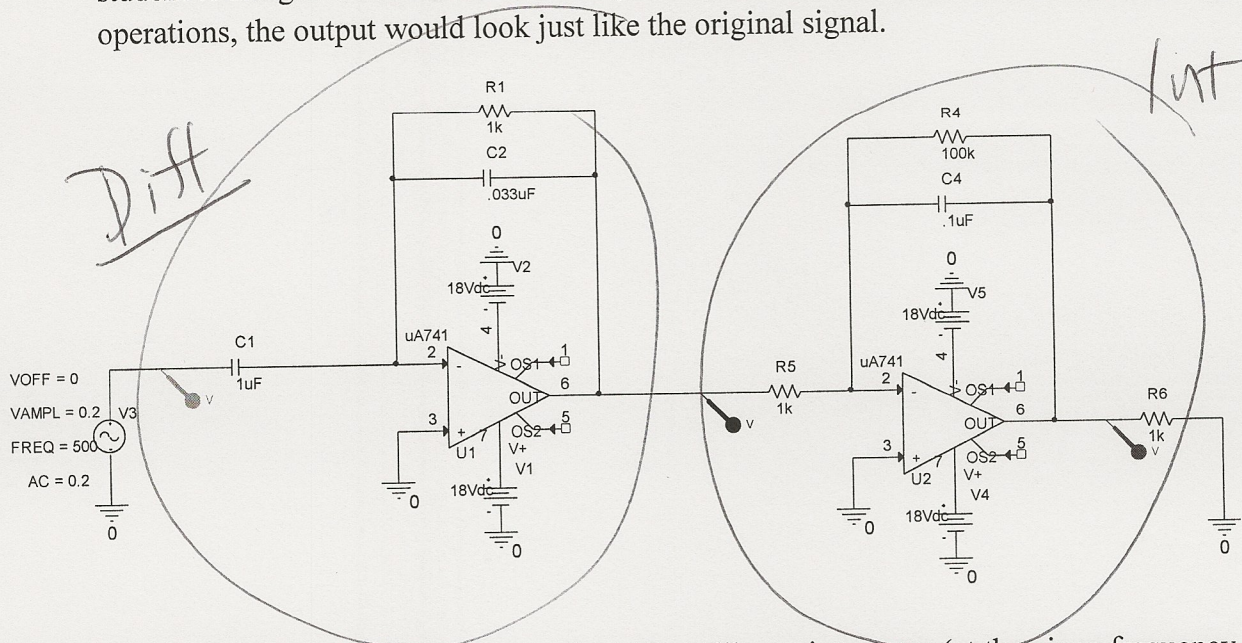 operations, the output would look just like the original signal.
Int
Diff
R1
1k
C2
.033uF
0
V2
18Vdc
4
uA741
2
-
V-
OS1
1
6
OUT
3
+
7
OS2
5
U1
V+
V1
18Vdc
0
0
C1
1uF
V
VOFF = 0
VAMPL = 0.2
V3
FREQ = 500
AC = 0.2
0
R4
100k
C4
.1uF
0
V5
18Vdc
4
R5
1k
V
uA741
2
-
V-
OS1
1
6
OUT
3
+
7
OS2
5
U2
V+
V4
18Vdc
0
0
R6
1k
V
0